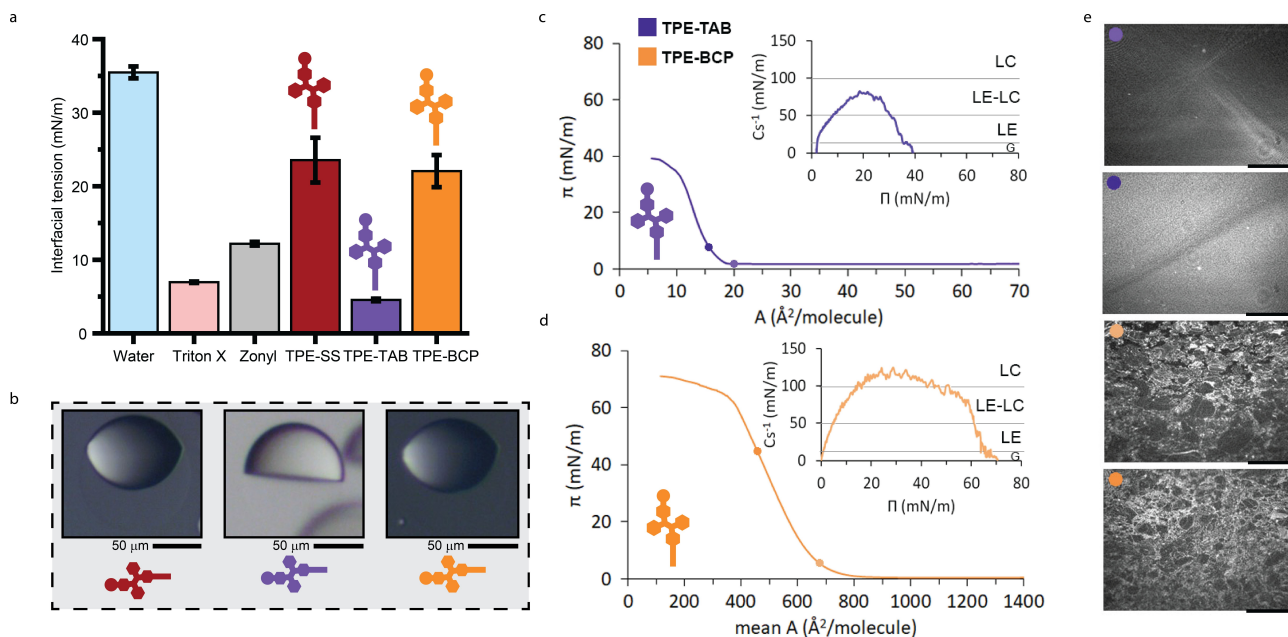 a
40
30
20
10
0
Interfacial tension (mN/m)
Water
Triton X
Zonyl
TPE-SS
TPE-TAB
TPE-BCP
b
50 μm
50 μm
50 μm
c
TPE-TAB
TPE-BCP
80
60
40
20
0
π (mN/m)
0
10
20
30
40
50
60
70
A (Å²/molecule)
150
100
50
0
Cs⁻¹ (mN/m)
LC
LE-LC
LE
G
0
20
40
60
80
Π (mN/m)
d
80
60
40
20
0
π (mN/m)
0
200
400
600
800
1000
1200
1400
mean A (Å²/molecule)
150
100
50
0
Cs⁻¹ (mN/m)
LC
LE-LC
LE
G
0
20
40
60
80
Π (mN/m)
e